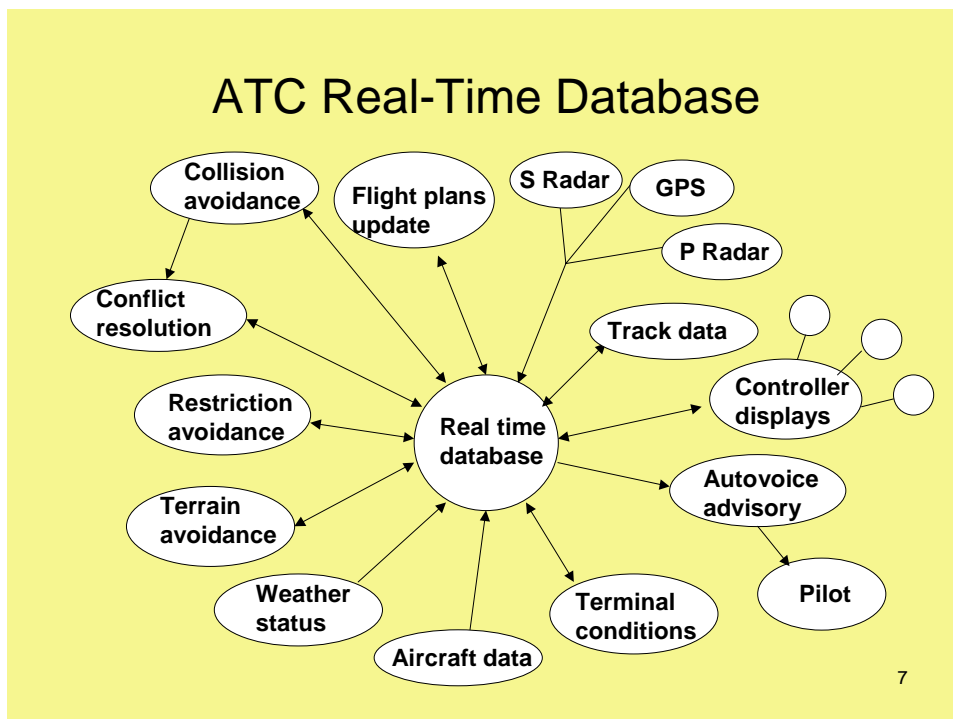 ATC Real-Time Database
Collision
avoidance
Flight plans
update
S Radar
GPS
P Radar
Conflict
resolution
Track data
Controller
displays
Restriction
avoidance
Real time
database
Autovoice
advisory
Terrain
avoidance
Weather
status
Aircraft data
Terminal
conditions
Pilot
7